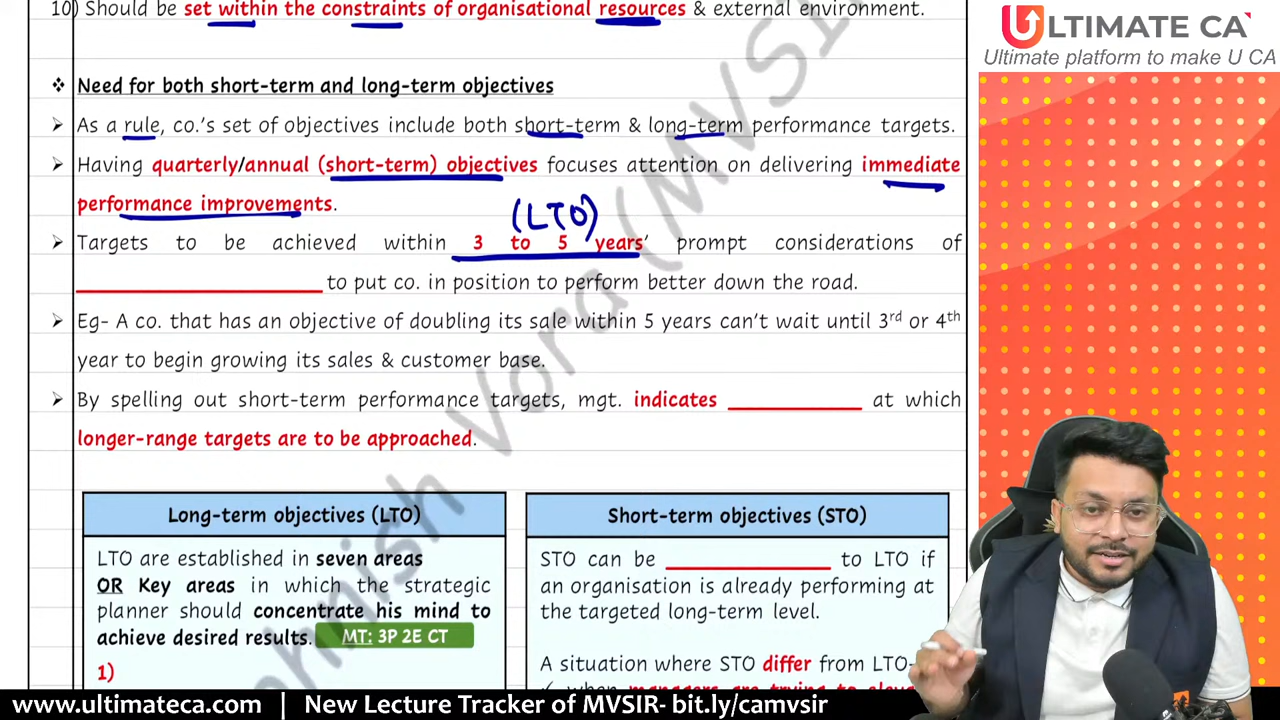 10) Should be set within the constraints of organisational resources & external environment.
ULTIMATE CA
Ultimate platform to make U CA
❖ Need for both short-term and long-term objectives
➢ As a rule, co.'s set of objectives include both short-term & long-term performance targets.
➢ Having quarterly/annual (short-term) objectives focuses attention on delivering immediate
performance improvements.
(LTO)
➢ Targets to be achieved within 3 to 5 years' prompt considerations of
____________________ to put co. in position to perform better down the road.
➢ Eg- A co. that has an objective of doubling its sale within 5 years can't wait until 3rd or 4th
year to begin growing its sales & customer base.
➢ By spelling out short-term performance targets, mgt. indicates ___________ at which
longer-range targets are to be approached.
Long-term objectives (LTO)
LTO are established in seven areas
OR Key areas in which the strategic
planner should concentrate his mind to
achieve desired results. MT: 3P 2E CT
1)
Short-term objectives (STO)
STO can be _____________ to LTO if
an organisation is already performing at
the targeted long-term level.
A situation where STO differ from LTO-
✓ when managers are trying to
www.ultimateca.com | New Lecture Tracker of MVSIR- bit.ly/camvsir